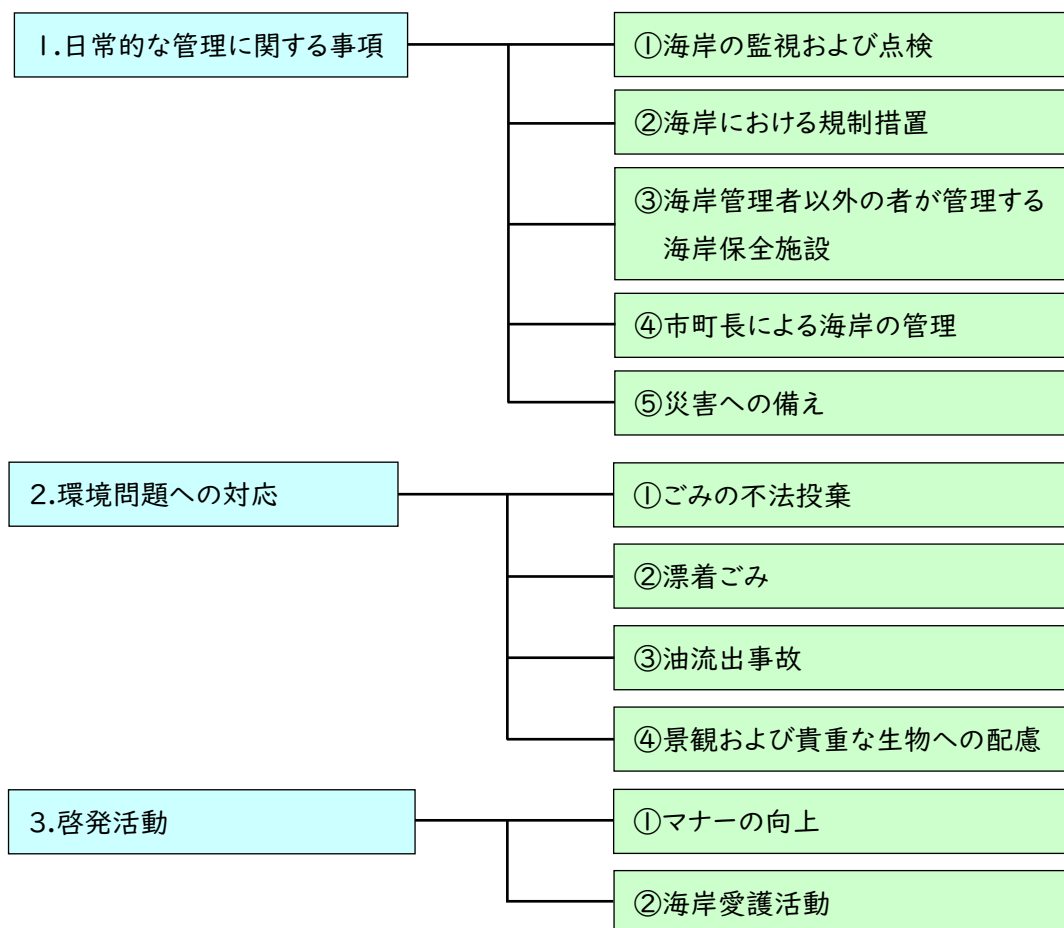 1.日常的な管理に関する事項
①海岸の監視および点検
②海岸における規制措置
③海岸管理者以外の者が管理する
海岸保全施設
④市町長による海岸の管理
⑤災害への備え
2.環境問題への対応
①ごみの不法投棄
②漂着ごみ
③油流出事故
④景観および貴重な生物への配慮
3.啓発活動
①マナーの向上
②海岸愛護活動